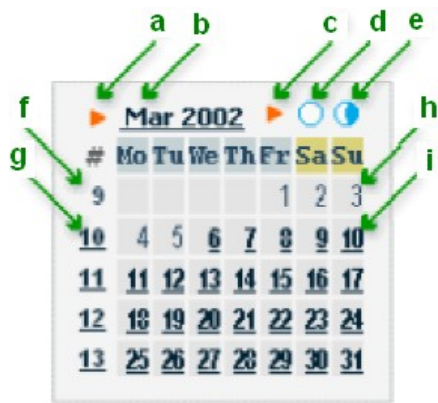 a b c d e
Mar 2002
f h
# Mo Tu We Th Fr Sa Su
g i
9 1 2 3
10 4 5 6 7 8 9 10
11 11 12 13 14 15 16 17
12 18 19 20 21 22 23 24
13 25 26 27 28 29 30 31